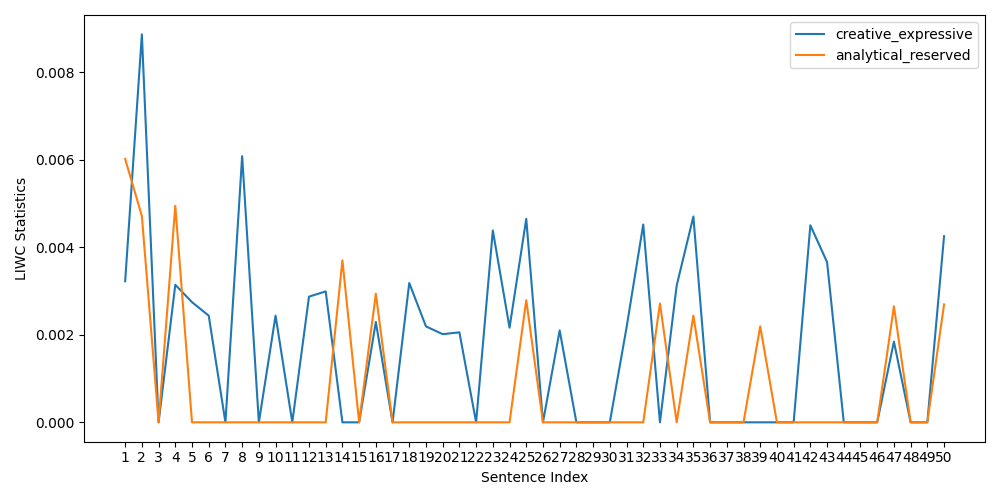 creative_expressive
analytical_reserved
LIWC Statistics
0.008
0.006
0.004
0.002
0.000
1 2 3 4 5 6 7 8 9 10 11 12 13 14 15 16 17 18 19 20 21 22 23 24 25 26 27 28 29 30 31 32 33 34 35 36 37 38 39 40 41 42 43 44 45 46 47 48 49 50
Sentence Index